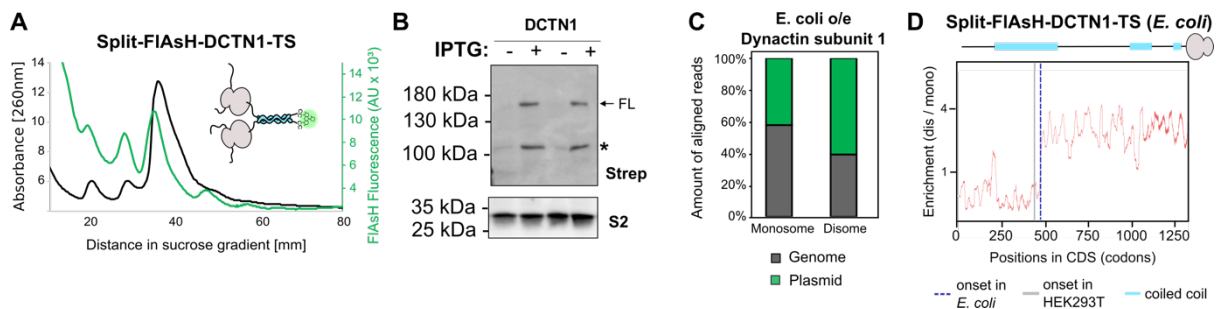 A
Split-FlAsH-DCTN1-TS
Absorbance [260nm]
14
12
10
8
6
FlAsH Fluorescence (AU x 10³)
14
12
10
8
6
4
2
20
40
60
80
Distance in sucrose gradient [mm]
B
DCTN1
IPTG: - + - +
180 kDa
130 kDa
100 kDa
FL
*
Strep
35 kDa
25 kDa
S2
C
E. coli o/e
Dynactin subunit 1
Amount of aligned reads
100%
80%
60%
40%
20%
0%
Monosome
Disome
Genome
Plasmid
D
Split-FlAsH-DCTN1-TS (E. coli)
Enrichment (dis / mono)
4
1
0 250 500 750 1000 1250
Positions in CDS (codons)
onset in
E. coli
onset in
HEK293T
coiled coil